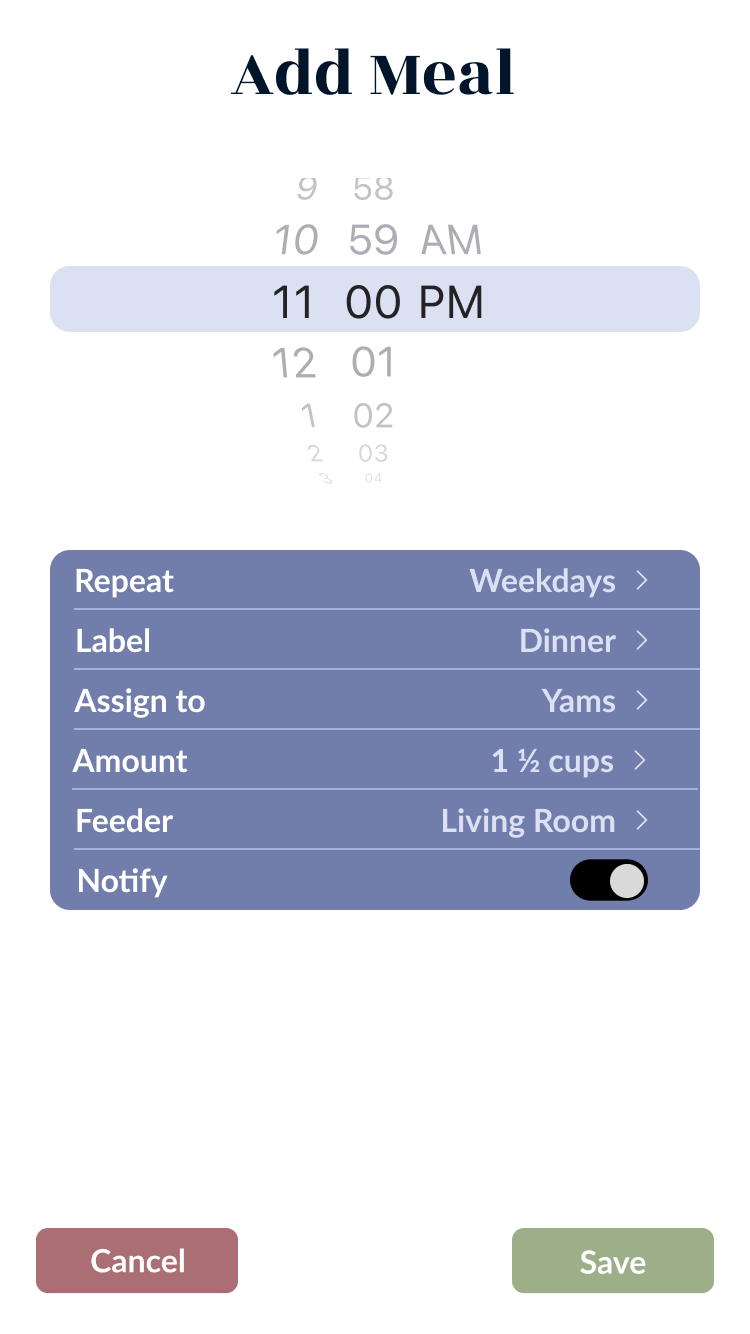 Add Meal
9 58
10 59 AM
11 00 PM
12 01
1 02
2 03
3 04
Repeat Weekdays
Label Dinner
Assign to Yams
Amount 1 ½ cups
Feeder Living Room
Notify
Cancel Save